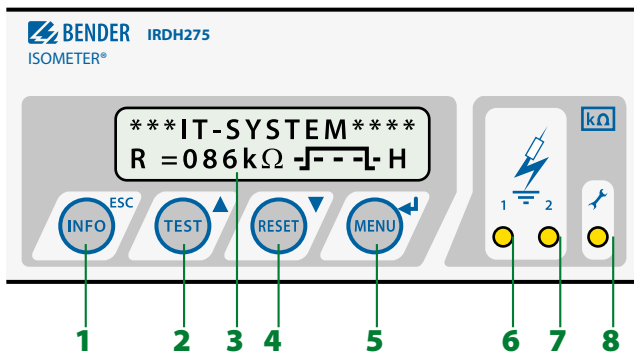 BENDER IRDH275
ISOMETER®
***IT-SYSTEM****
R =086kΩ H
kΩ
ESC
INFO TEST RESET MENU
1 2
1 2 3 4 5 6 7 8